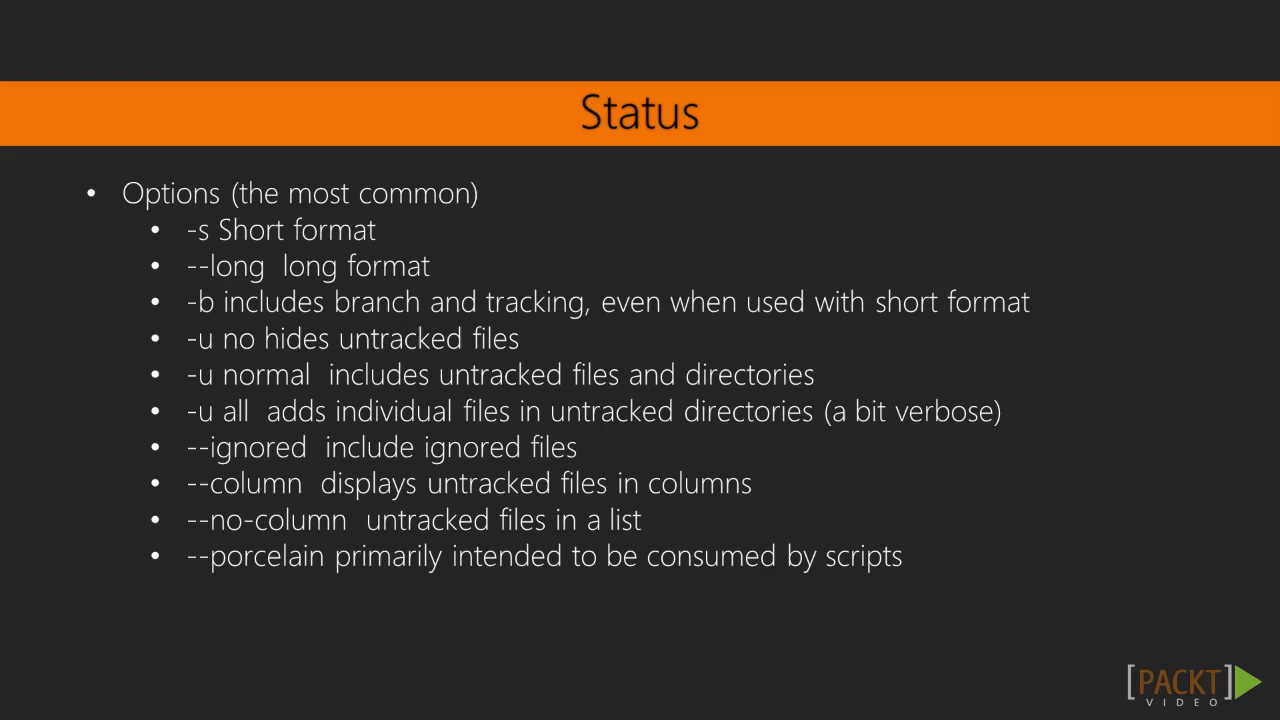 Status
• Options (the most common)
• -s Short format
• --long long format
• -b includes branch and tracking, even when used with short format
• -u no hides untracked files
• -u normal includes untracked files and directories
• -u all adds individual files in untracked directories (a bit verbose)
• --ignored include ignored files
• --column displays untracked files in columns
• --no-column untracked files in a list
• --porcelain primarily intended to be consumed by scripts
[PACKT]
VIDEO